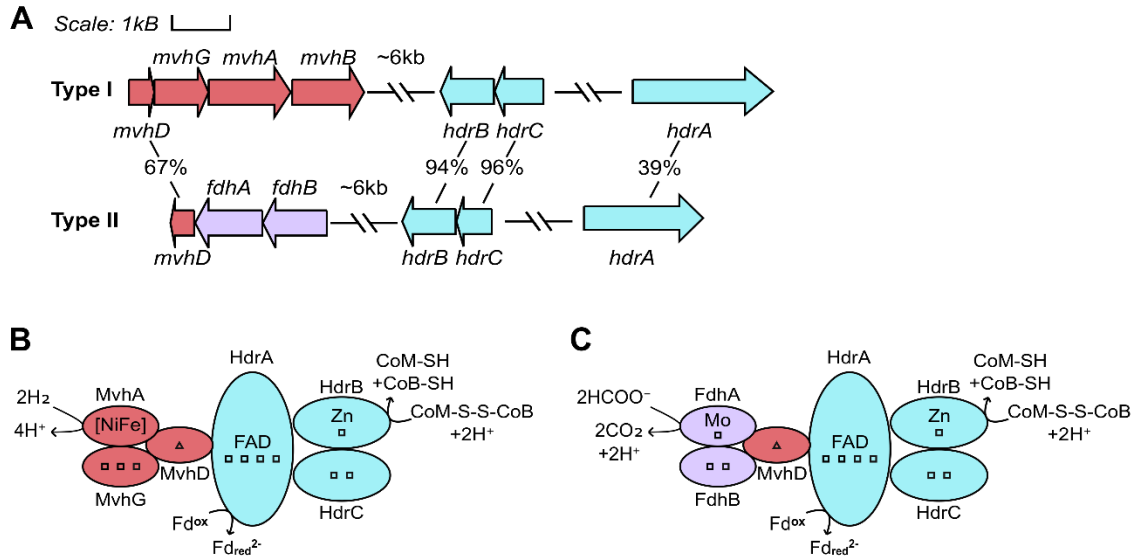 A
Scale: 1kB
mvhG mvhA mvhB ~6kb
Type I
mvhD hdrB hdrC hdrA
67% 94% 96% 39%
fdhA fdhB ~6kb
Type II
mvhD hdrB hdrC hdrA
B
HdrA
CoM-SH
+CoB-SH
MvhA
HdrB
2H₂
[NiFe]
Zn
CoM-S-S-CoB
+2H⁺
4H⁺
FAD
MvhD
MvhG
HdrC
Fdᵒˣ
Fd_red²⁻
C
HdrA
CoM-SH
+CoB-SH
FdhA
HdrB
2HCOO⁻
Mo
Zn
CoM-S-S-CoB
+2H⁺
2CO₂
+2H⁺
FAD
MvhD
FdhB
HdrC
Fdᵒˣ
Fd_red²⁻